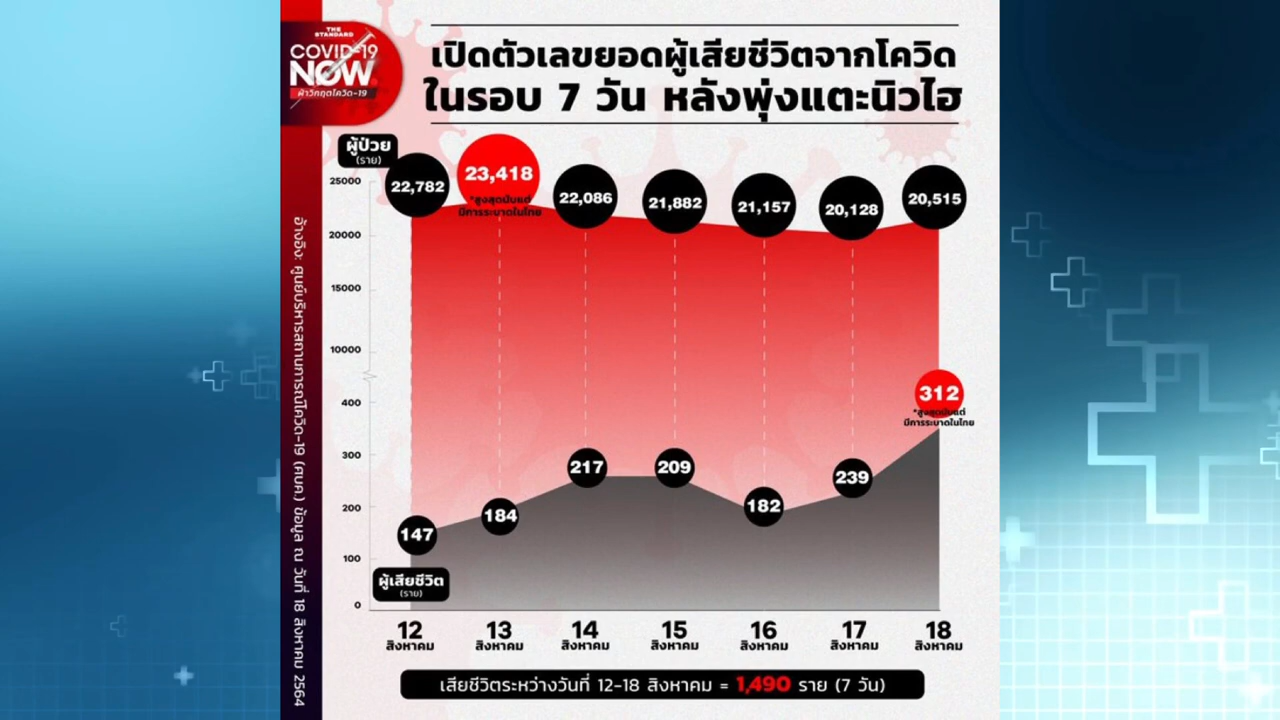 THE
STANDARD
COVID-19
NOW
ฝ่าวิกฤตโควิด-19
เปิดตัวเลขยอดผู้เสียชีวิตจากโควิด
ในรอบ 7 วัน หลังพุ่งแตะนิวไฮ
ผู้ป่วย
(ราย)
22,782
23,418
*สูงสุดนับแต่
มีการระบาดในไทย
22,086
21,882
21,157
20,128
20,515
25000
20000
15000
10000
400
300
200
100
0
312
*สูงสุดนับแต่
มีการระบาดในไทย
147
184
217
209
182
239
ผู้เสียชีวิต
(ราย)
12 13 14 15 16 17 18
สิงหาคม สิงหาคม สิงหาคม สิงหาคม สิงหาคม สิงหาคม สิงหาคม
เสียชีวิตระหว่างวันที่ 12-18 สิงหาคม = 1,490 ราย (7 วัน)
อ้างอิง: ศูนย์บริหารสถานการณ์โควิด-19 (ศบค.) ข้อมูล ณ วันที่ 18 สิงหาคม 2564